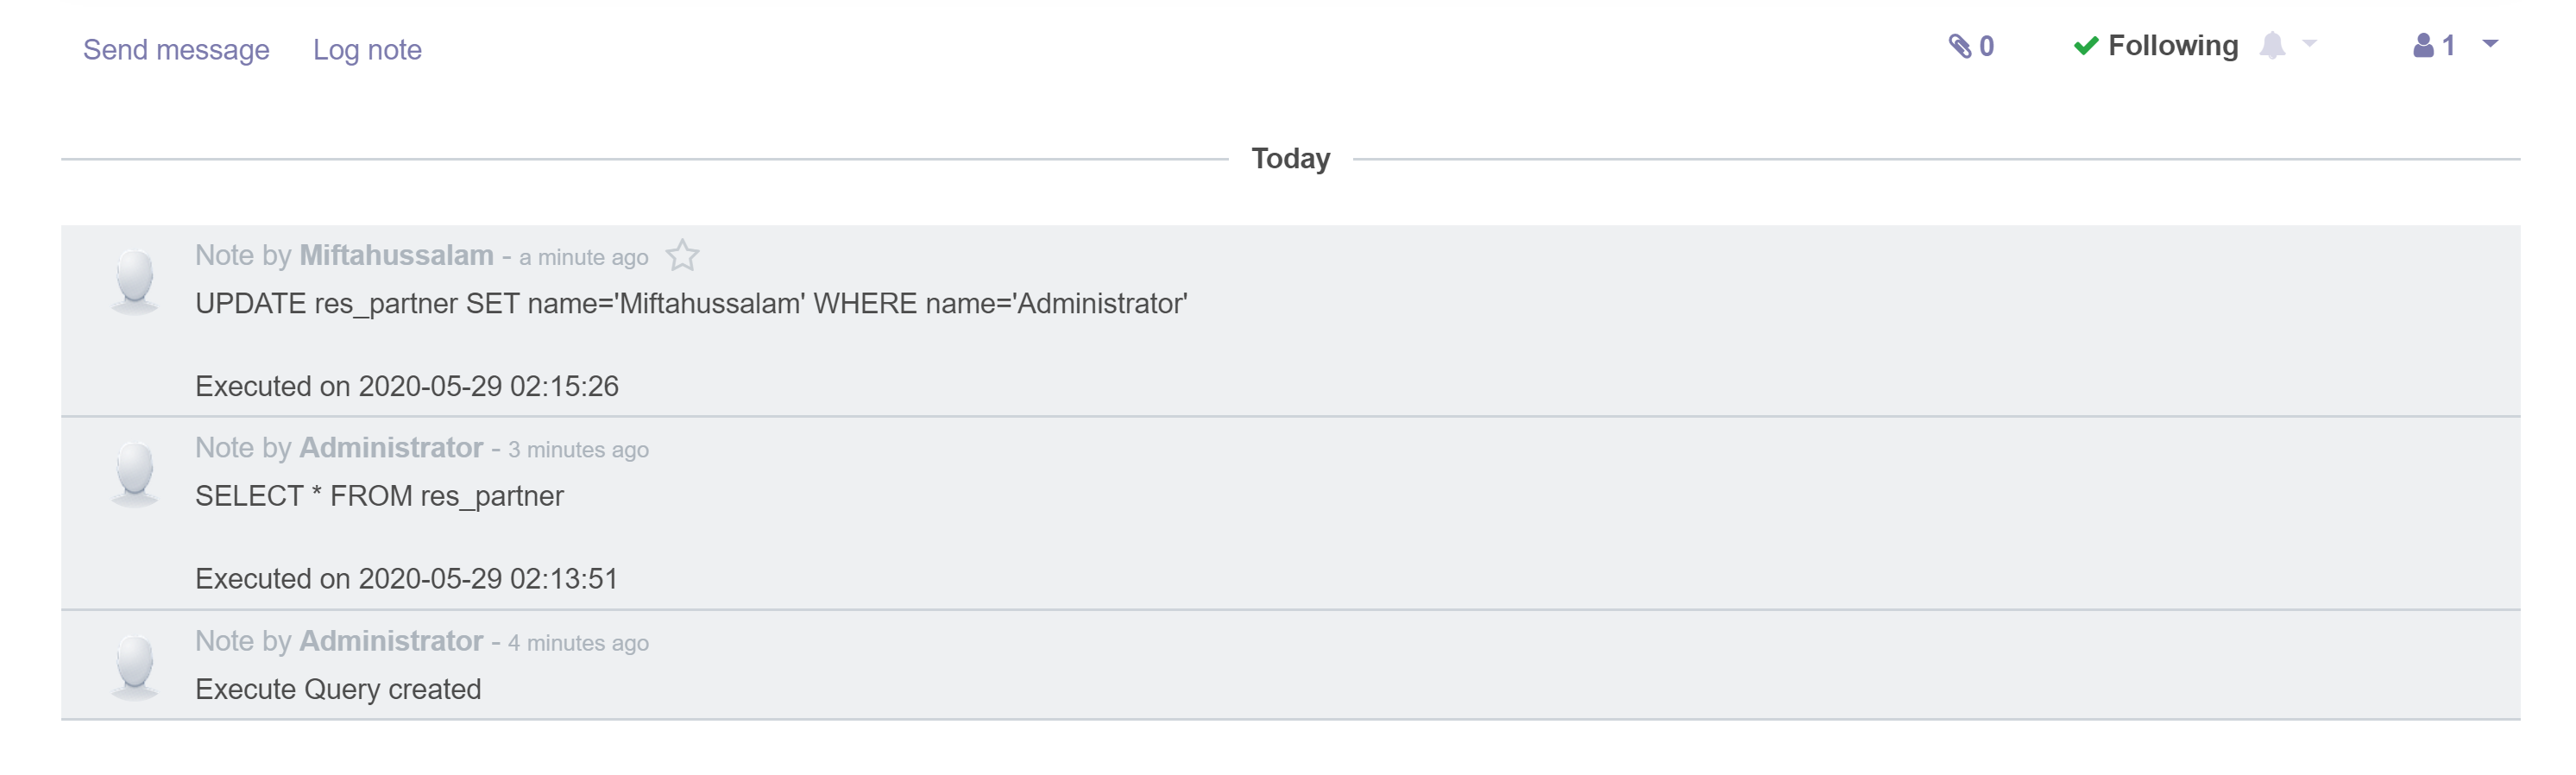 Send message Log note 0 Following 1
Today
Note by Miftahussalam - a minute ago
UPDATE res_partner SET name='Miftahussalam' WHERE name='Administrator'
Executed on 2020-05-29 02:15:26
Note by Administrator - 3 minutes ago
SELECT * FROM res_partner
Executed on 2020-05-29 02:13:51
Note by Administrator - 4 minutes ago
Execute Query created